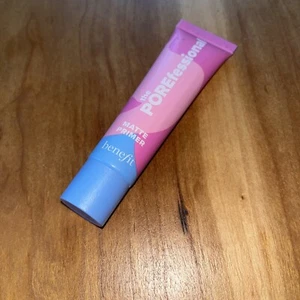 the
POREfessional
MATTE
PRIMER
benefit